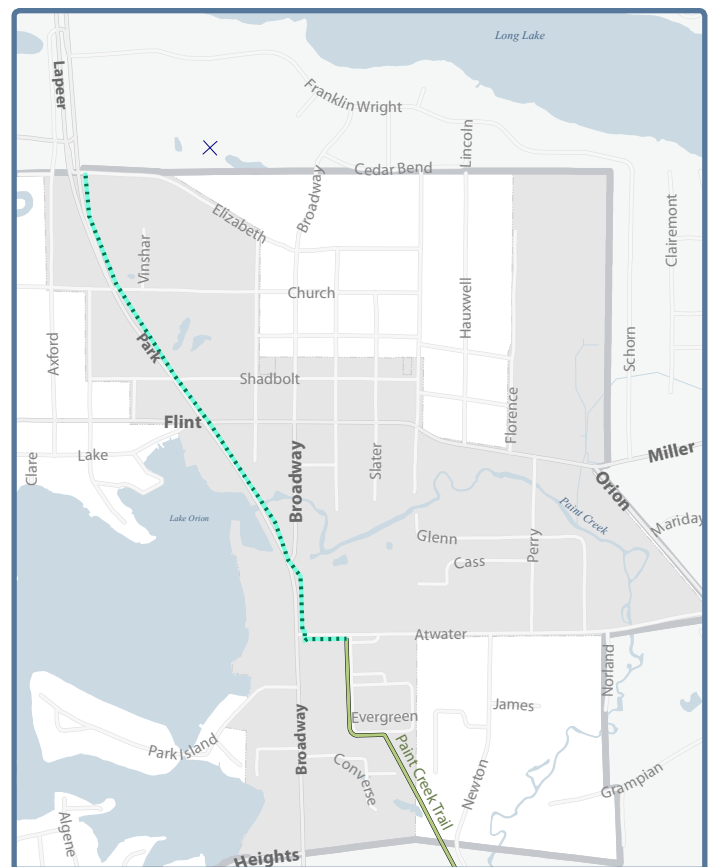 Long Lake
Lapeer
Franklin Wright
Lincoln
Cedar Bend
Broadway
Elizabeth
Clairemont
Vinshar
Church
Hauxwell
Schorn
Axford
Park
Shadbolt
Florence
Flint
Broadway
Slater
Miller
Clare
Lake
Orion
Lake Orion
Paint Creek
Mariday
Glenn
Perry
Cass
Atwater
Norland
James
Evergreen
Broadway
Park Island
Converse
Paint Creek Trail
Newton
Grampian
Algene
Heights